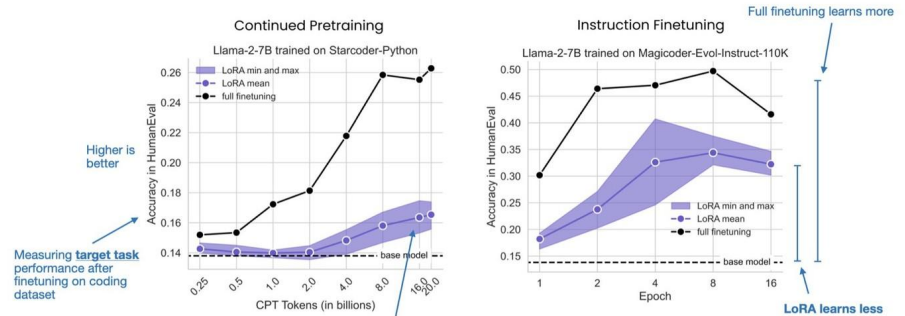 Full finetuning learns more
Continued Pretraining
Instruction Finetuning
Llama-2-7B trained on Starcoder-Python
Llama-2-7B trained on Magicoder-Evol-Instruct-110K
LoRA min and max
LoRA mean
full finetuning
0.26
0.24
0.22
0.20
0.18
0.16
0.14
Accuracy in HumanEval
base model
0.25
0.5
1.0
2.0
4.0
8.0
16.0
20.0
CPT Tokens (in billions)
Higher is
better
Measuring target task
performance after
finetuning on coding
dataset
0.50
0.45
0.40
0.35
0.30
0.25
0.20
0.15
Accuracy in HumanEval
LoRA min and max
LoRA mean
full finetuning
base model
1
2
4
8
16
Epoch
LoRA learns less